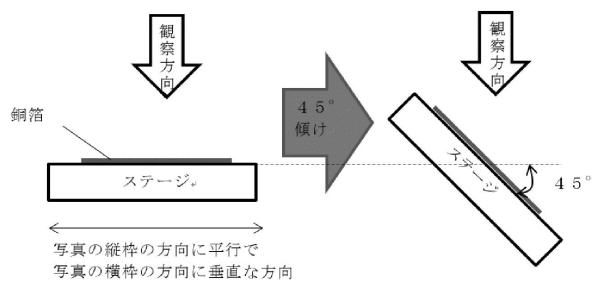 観察方向
銅箔
ステージ
写真の縦枠の方向に平行で
写真の横枠の方向に垂直な方向
４５°
傾け
観察方向
ステージ
４５°